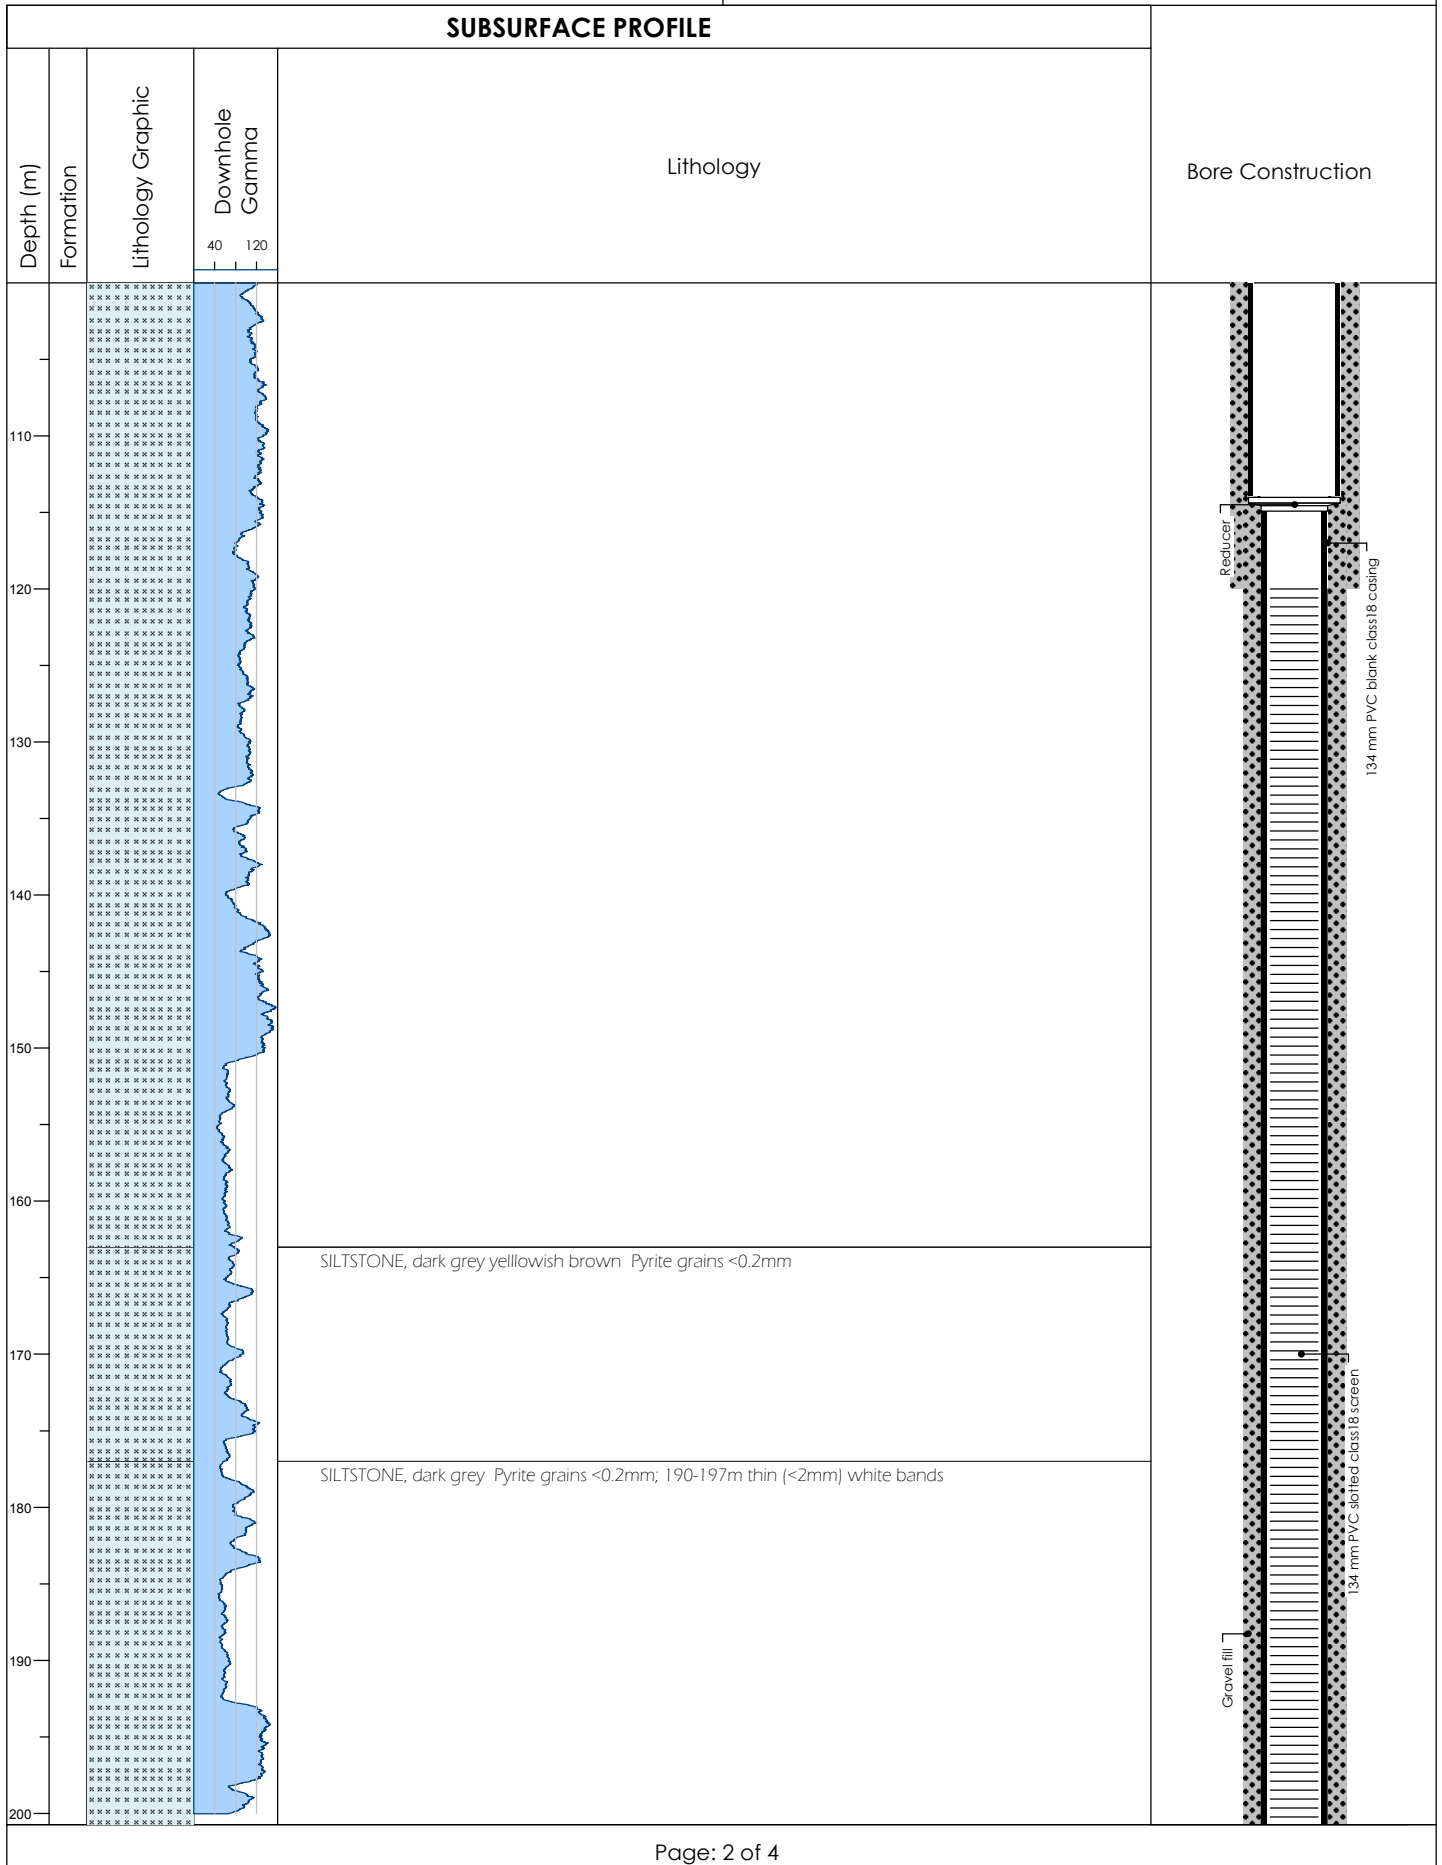 SUBSURFACE PROFILE
Depth (m)
Formation
Lithology Graphic
Downhole
Gamma
40 120
Lithology
Bore Construction
110
120
130
140
150
160
170
180
190
200
Reducer
134 mm PVC blank class18 casing
SILTSTONE, dark grey yelllowish brown Pyrite grains <0.2mm
134 mm PVC slotted class18 screen
SILTSTONE, dark grey Pyrite grains <0.2mm; 190-197m thin (<2mm) white bands
Gravel fill
Page: 2 of 4